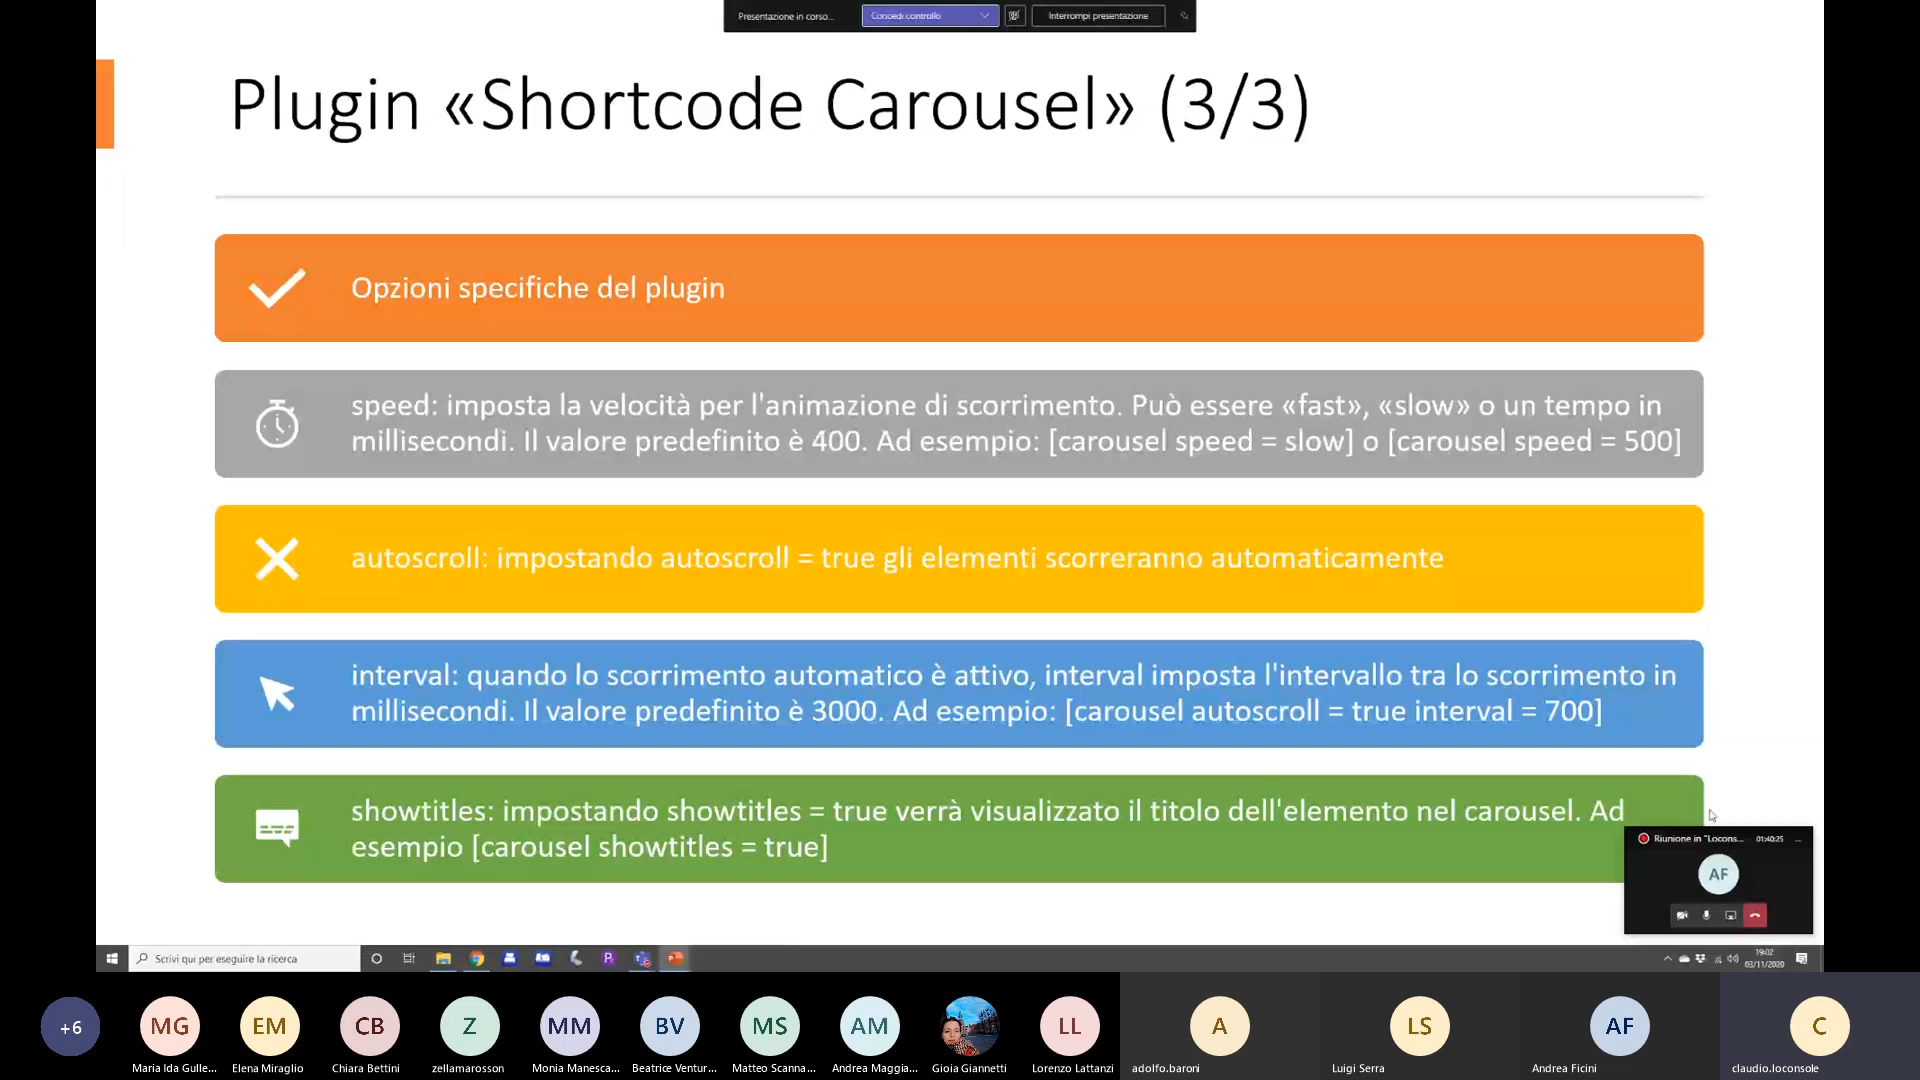 Presentazione in corso...
Concedi controllo
Interrompi presentazione
Plugin «Shortcode Carousel» (3/3)
Opzioni specifiche del plugin
speed: imposta la velocità per l'animazione di scorrimento. Può essere «fast», «slow» o un tempo in
millisecondi. Il valore predefinito è 400. Ad esempio: [carousel speed = slow] o [carousel speed = 500]
autoscroll: impostando autoscroll = true gli elementi scorreranno automaticamente
interval: quando lo scorrimento automatico è attivo, interval imposta l'intervallo tra lo scorrimento in
millisecondi. Il valore predefinito è 3000. Ad esempio: [carousel autoscroll = true interval = 700]
showtitles: impostando showtitles = true verrà visualizzato il titolo dell'elemento nel carousel. Ad
esempio [carousel showtitles = true]
Riunione in "Locons...
01:40:25
AF
Scrivi qui per eseguire la ricerca
19:02
03/11/2020
+6
MG
EM
CB
Z
MM
BV
MS
AM
LL
A
LS
AF
C
Maria Ida Gulle...
Elena Miraglio
Chiara Bettini
zellamarosson
Monia Manesca...
Beatrice Ventur...
Matteo Scanna...
Andrea Maggia...
Gioia Giannetti
Lorenzo Lattanzi
adolfo.baroni
Luigi Serra
Andrea Ficini
claudio.loconsole